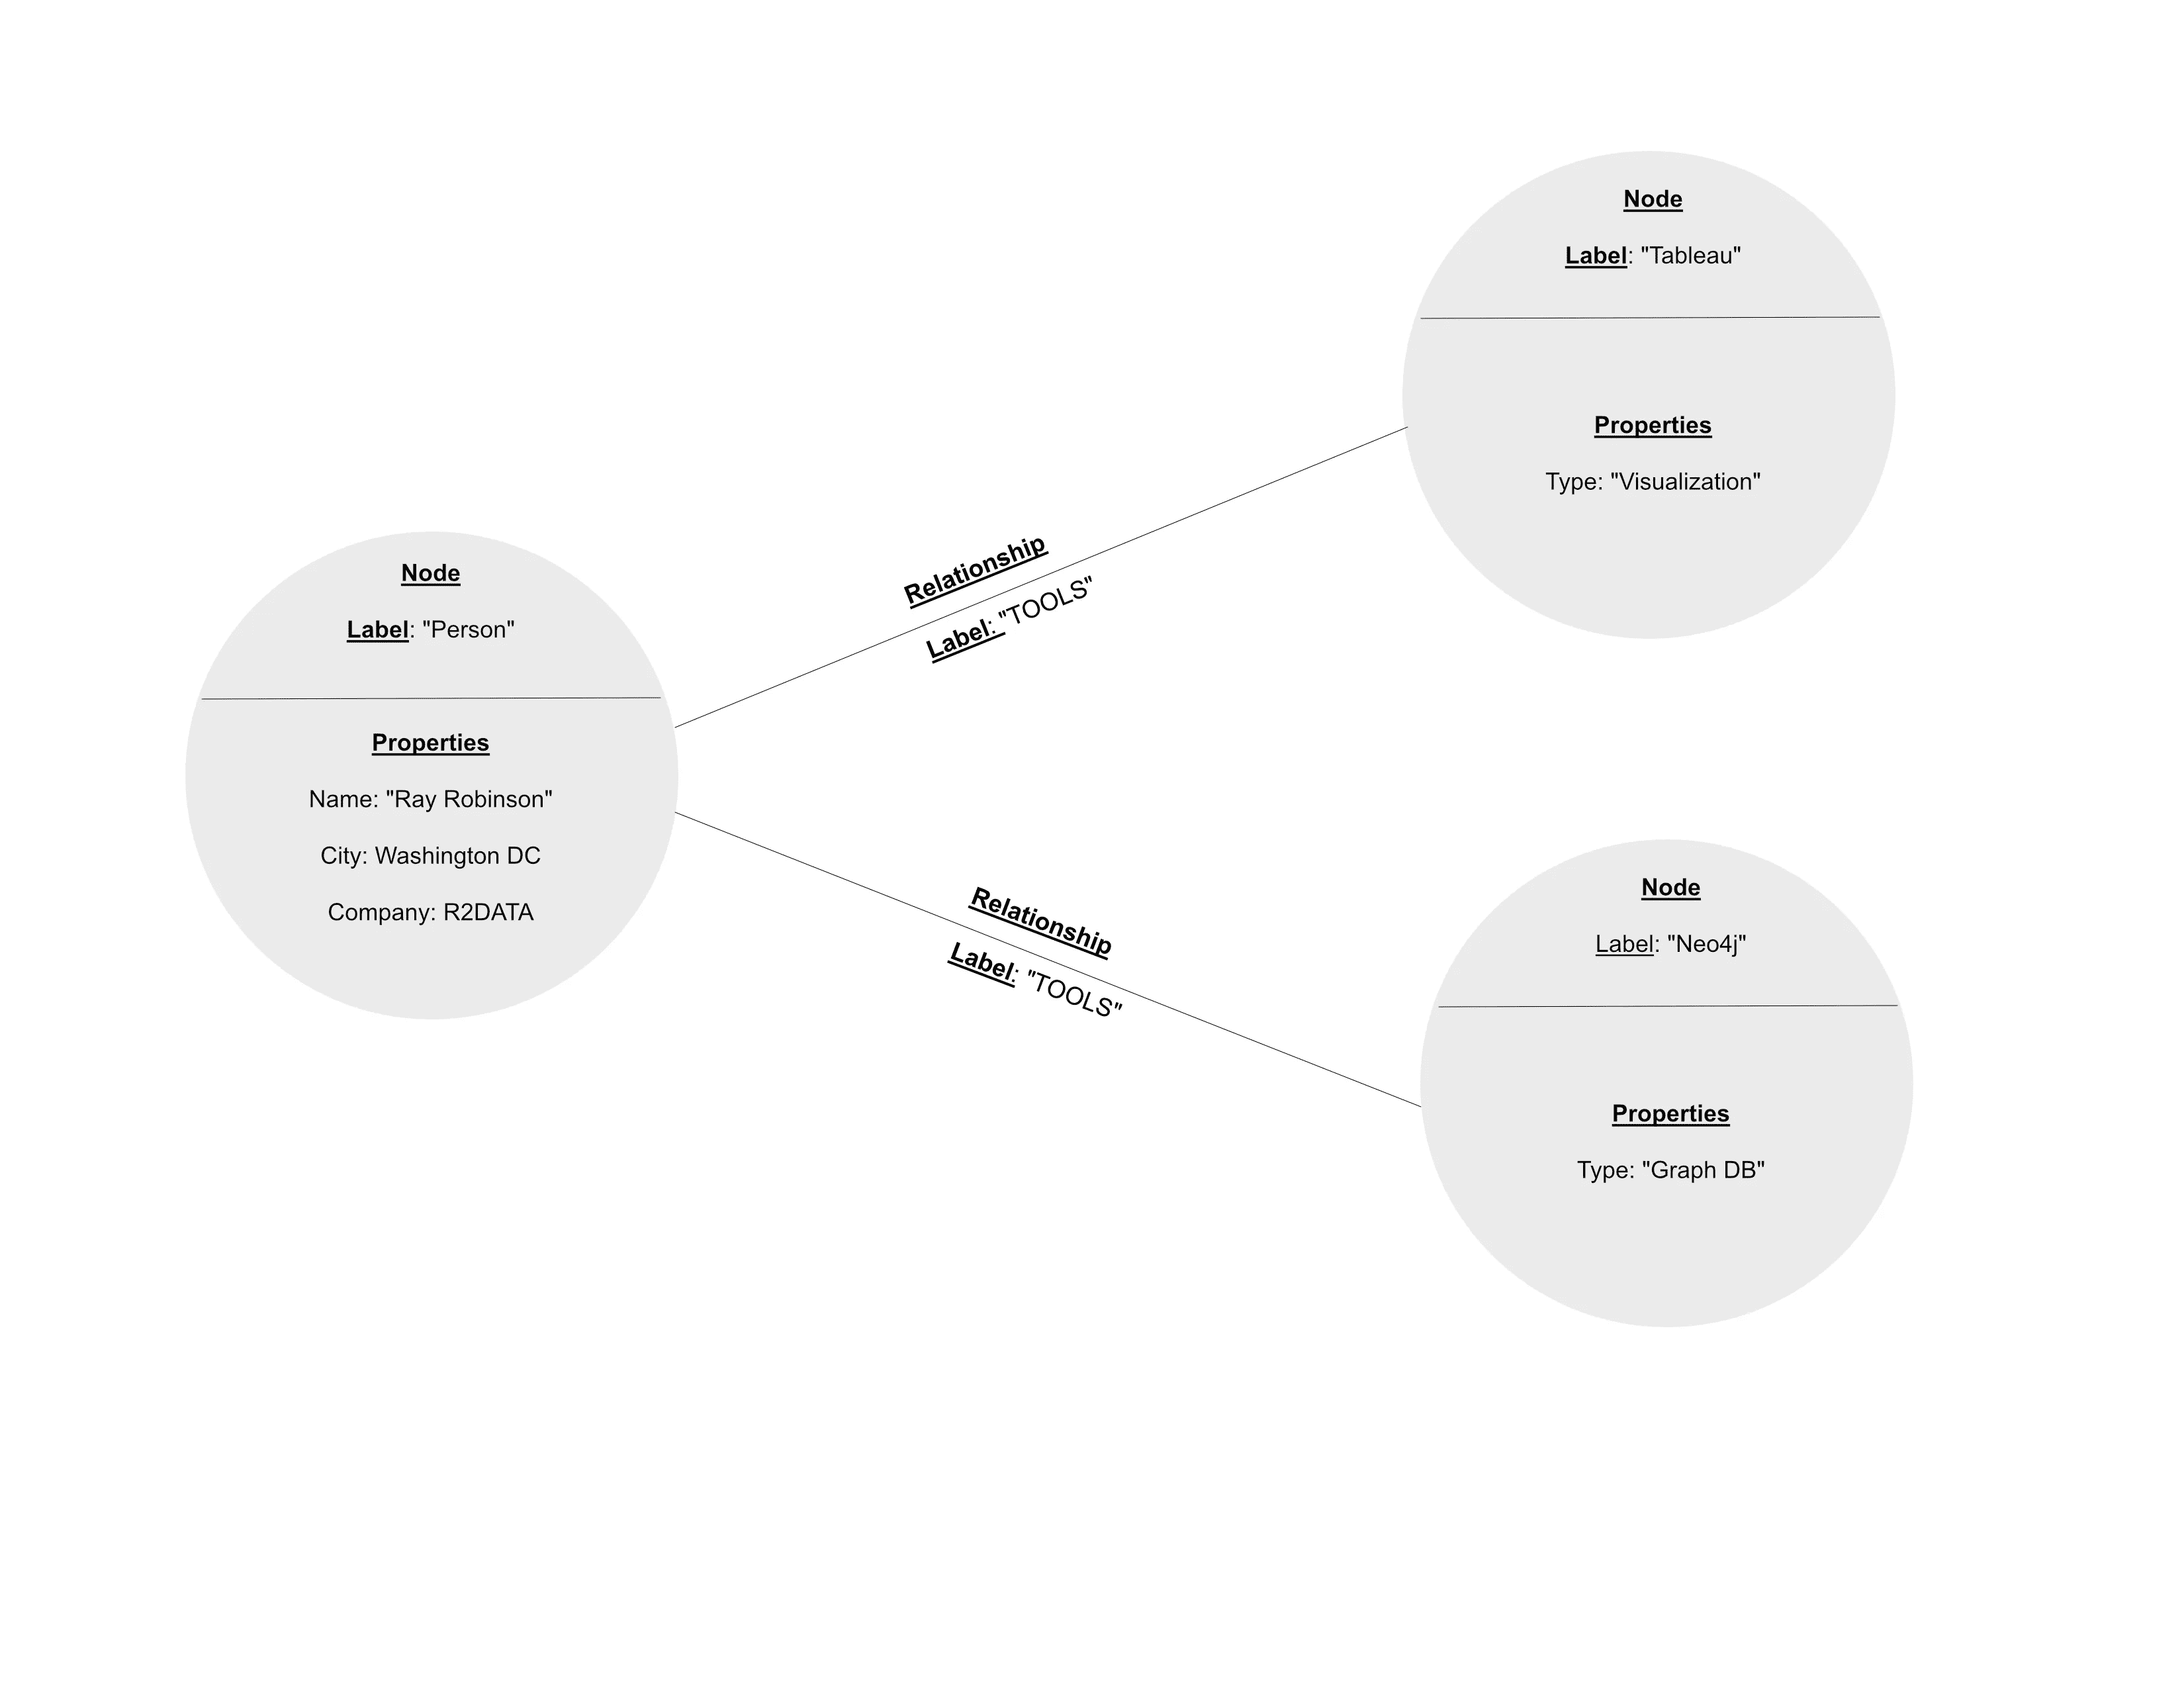 Node
Label: "Person"
Properties
Name: "Ray Robinson"
City: Washington DC
Company: R2DATA
Relationship
Label: "TOOLS"
Relationship
Label: "TOOLS"
Node
Label: "Tableau"
Properties
Type: "Visualization"
Node
Label: "Neo4j"
Properties
Type: "Graph DB"